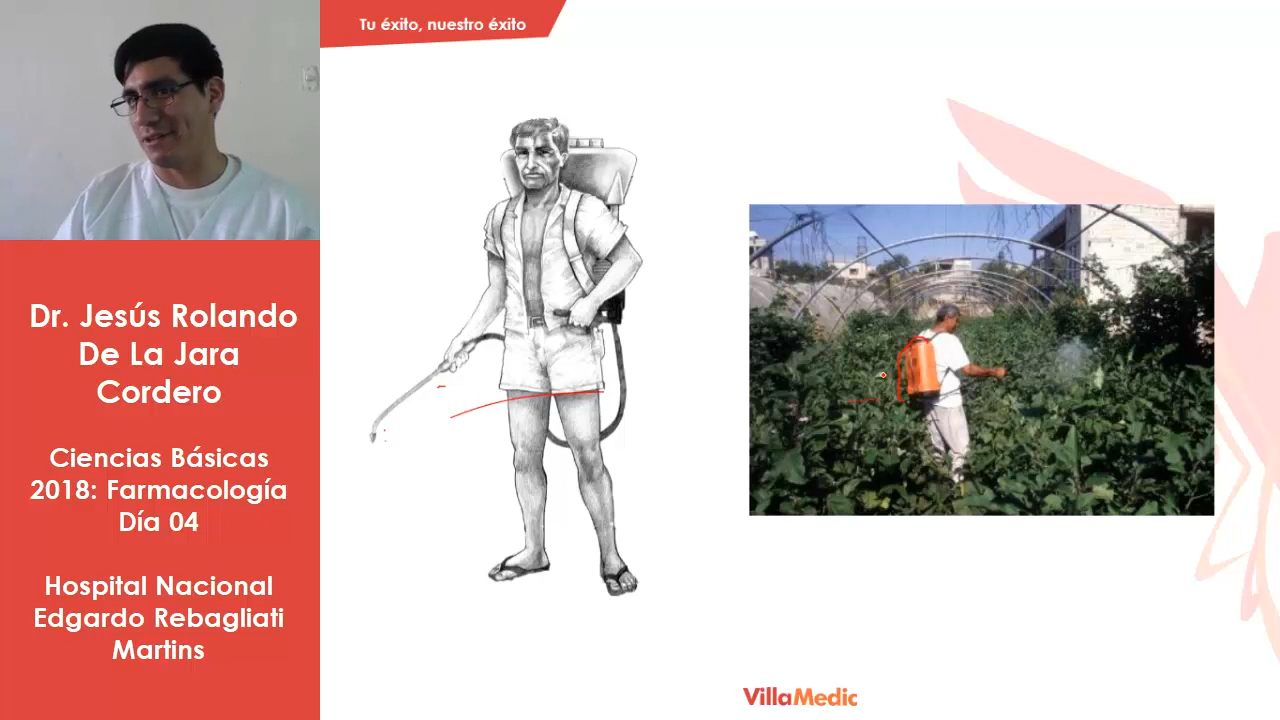 Tu éxito, nuestro éxito
Dr. Jesús Rolando
De La Jara
Cordero
Ciencias Básicas
2018: Farmacología
Día 04
Hospital Nacional
Edgardo Rebagliati
Martins
VillaMedic